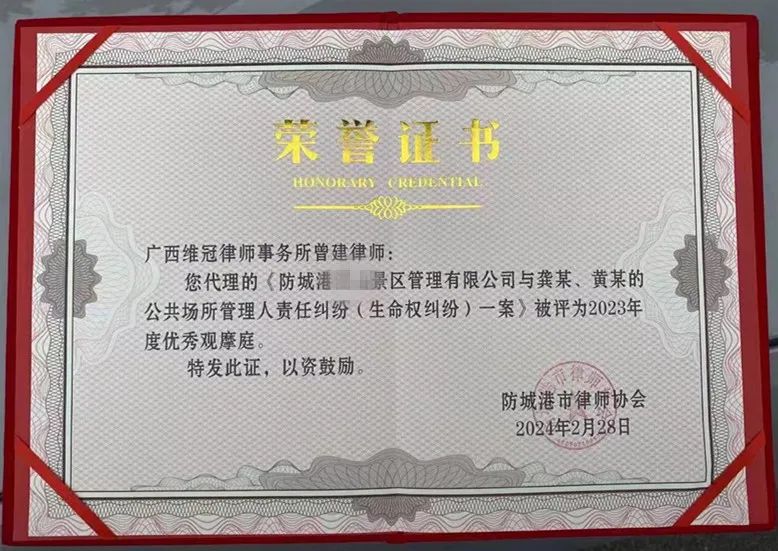 荣誉证书
HONORARY CREDENTIAL
广西维冠律师事务所曾建律师：
您代理的《防城港景区管理有限公司与龚某、黄某的
公共场所管理人责任纠纷（生命权纠纷）一案》被评为2023年
度优秀观摩庭。
特发此证，以资鼓励。
防城港市律师协会
2024年2月28日